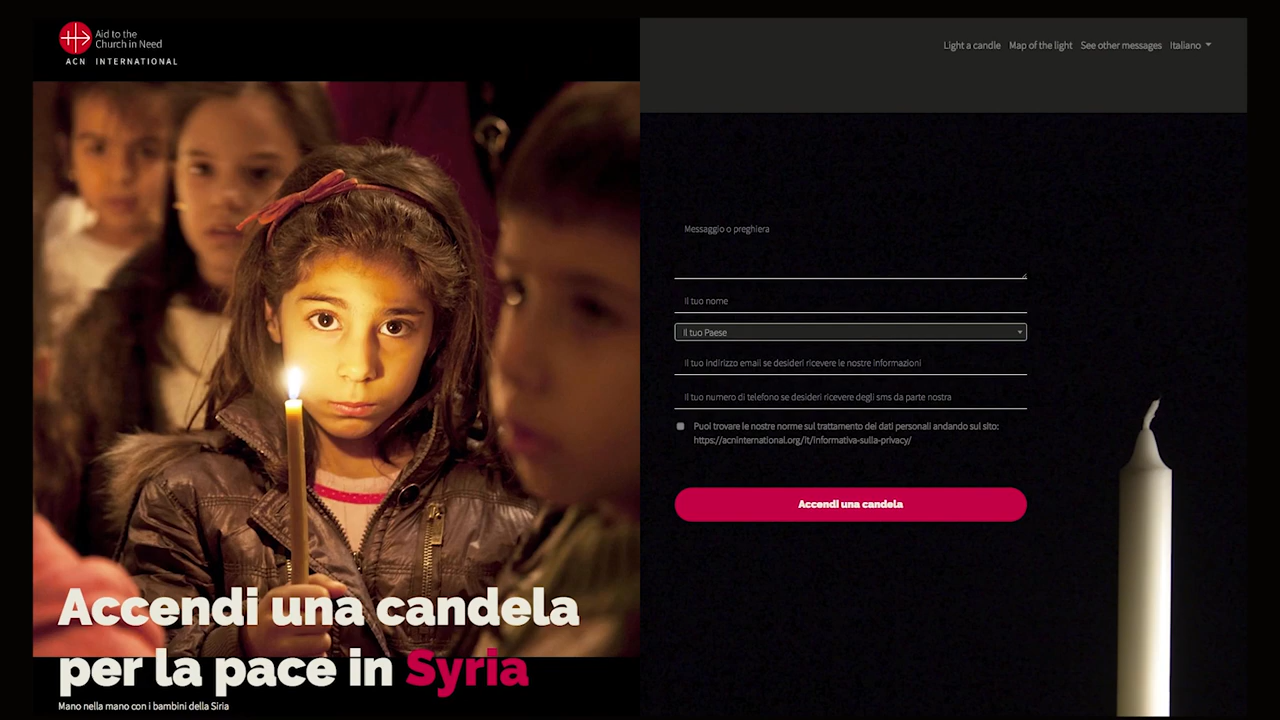 Aid to the
Church in Need
ACN INTERNATIONAL
Light a candle Map of the light See other messages Italiano
Messaggio o preghiera
Il tuo nome
Il tuo Paese
Il tuo indirizzo email se desideri ricevere le nostre informazioni
Il tuo numero di telefono se desideri ricevere degli sms da parte nostra
Puoi trovare le nostre norme sul trattamento dei dati personali andando sul sito:
https://acninternational.org/it/informativa-sulla-privacy/
Accendi una candela
Accendi una candela
per la pace in Syria
Mano nella mano con i bambini della Siria